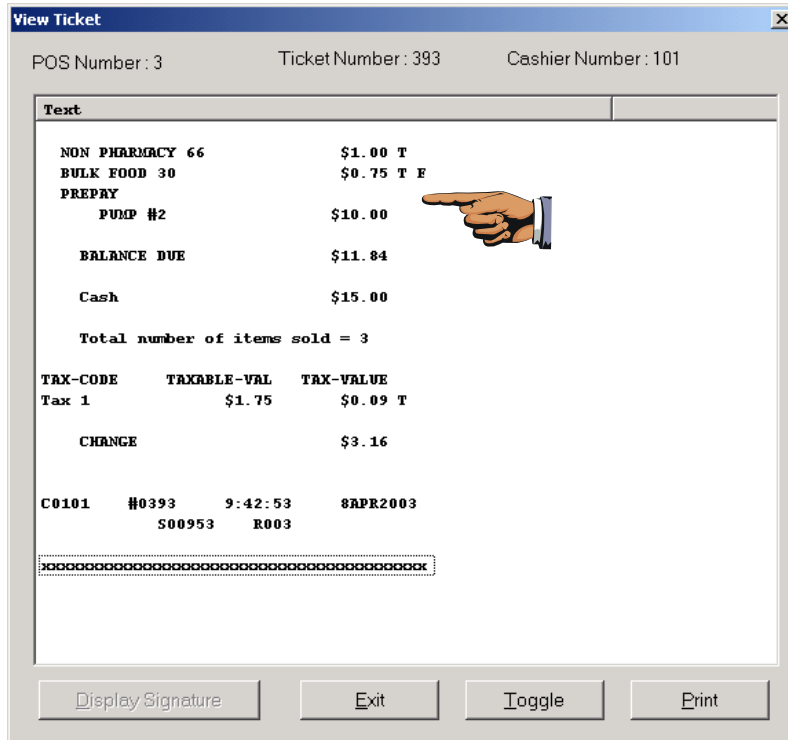 View Ticket
POS Number : 3 Ticket Number : 393 Cashier Number : 101
Text
NON PHARMACY 66 $1.00 T
BULK FOOD 30 $0.75 T F
PREPAY
PUMP #2 $10.00
BALANCE DUE $11.84
Cash $15.00
Total number of items sold = 3
TAX-CODE TAXABLE-VAL TAX-VALUE
Tax 1 $1.75 $0.09 T
CHANGE $3.16
C0101 #0393 9:42:53 8APR2003
S00953 R003
xxxxxxxxxxxxxxxxxxxxxxxxxxxxxxxxxxxxxxxx
Display Signature Exit Toggle Print